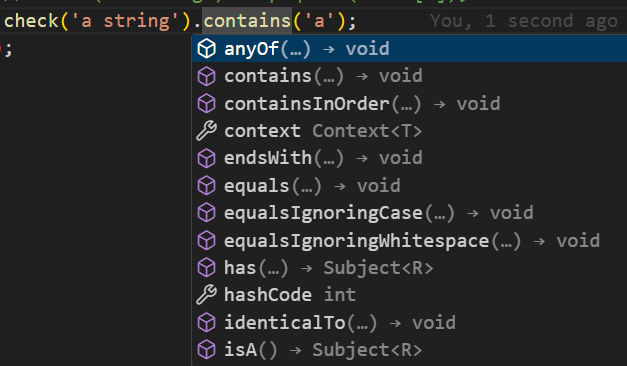 check('a string').contains('a'); You, 1 second ago
;
anyOf(…) → void
contains(…) → void
containsInOrder(…) → void
context Context<T>
endsWith(…) → void
equals(…) → void
equalsIgnoringCase(…) → void
equalsIgnoringWhitespace(…) → void
has(…) → Subject<R>
hashCode int
identicalTo(…) → void
isA() → Subject<R>